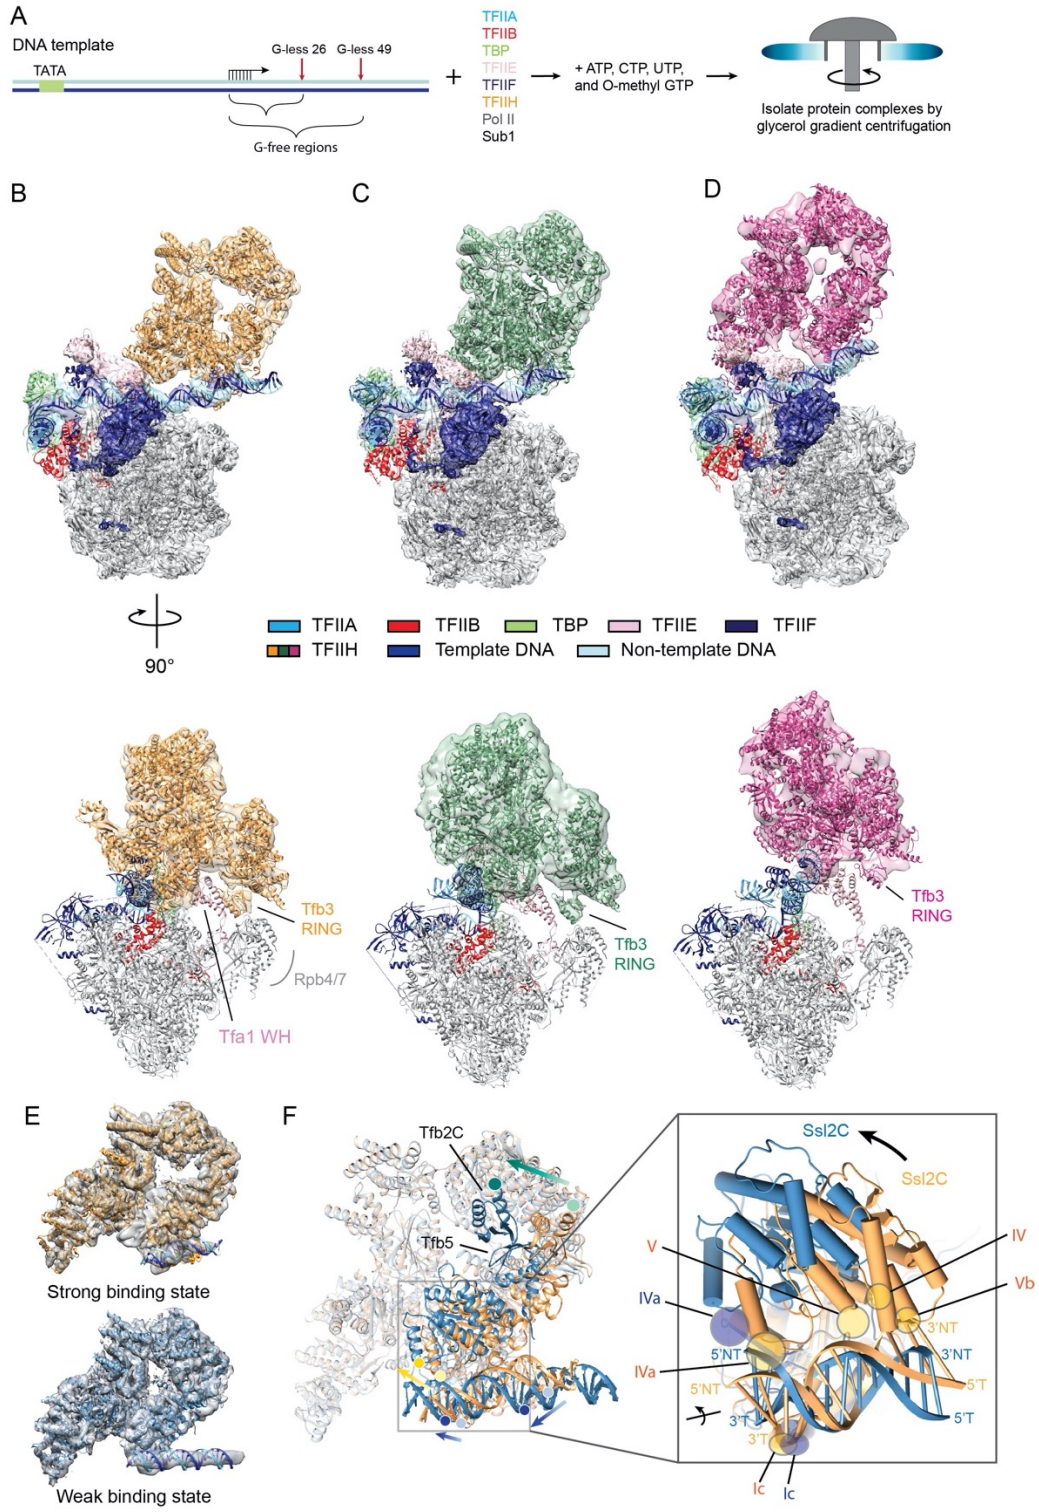 A
DNA template
TATA
G-less 26
G-less 49
G-free regions
+
TFIIA
TFIIB
TBP
TFIIE
TFIIF
TFIIH
Pol II
Sub1
+ ATP, CTP, UTP,
and O-methyl GTP
Isolate protein complexes by
glycerol gradient centrifugation
B
C
D
90°
TFIIA
TFIIB
TBP
TFIIE
TFIIF
TFIIH
Template DNA
Non-template DNA
Tfb3
RING
Rpb4/7
Tfa1 WH
Tfb3
RING
Tfb3
RING
E
Strong binding state
Weak binding state
F
Tfb2C
Tfb5
Ssl2C
Ssl2C
V
IV
IVa
Vb
3'NT
5'NT
3'NT
IVa
5'NT
5'T
3'T
5'T
3'T
Ic
Ic